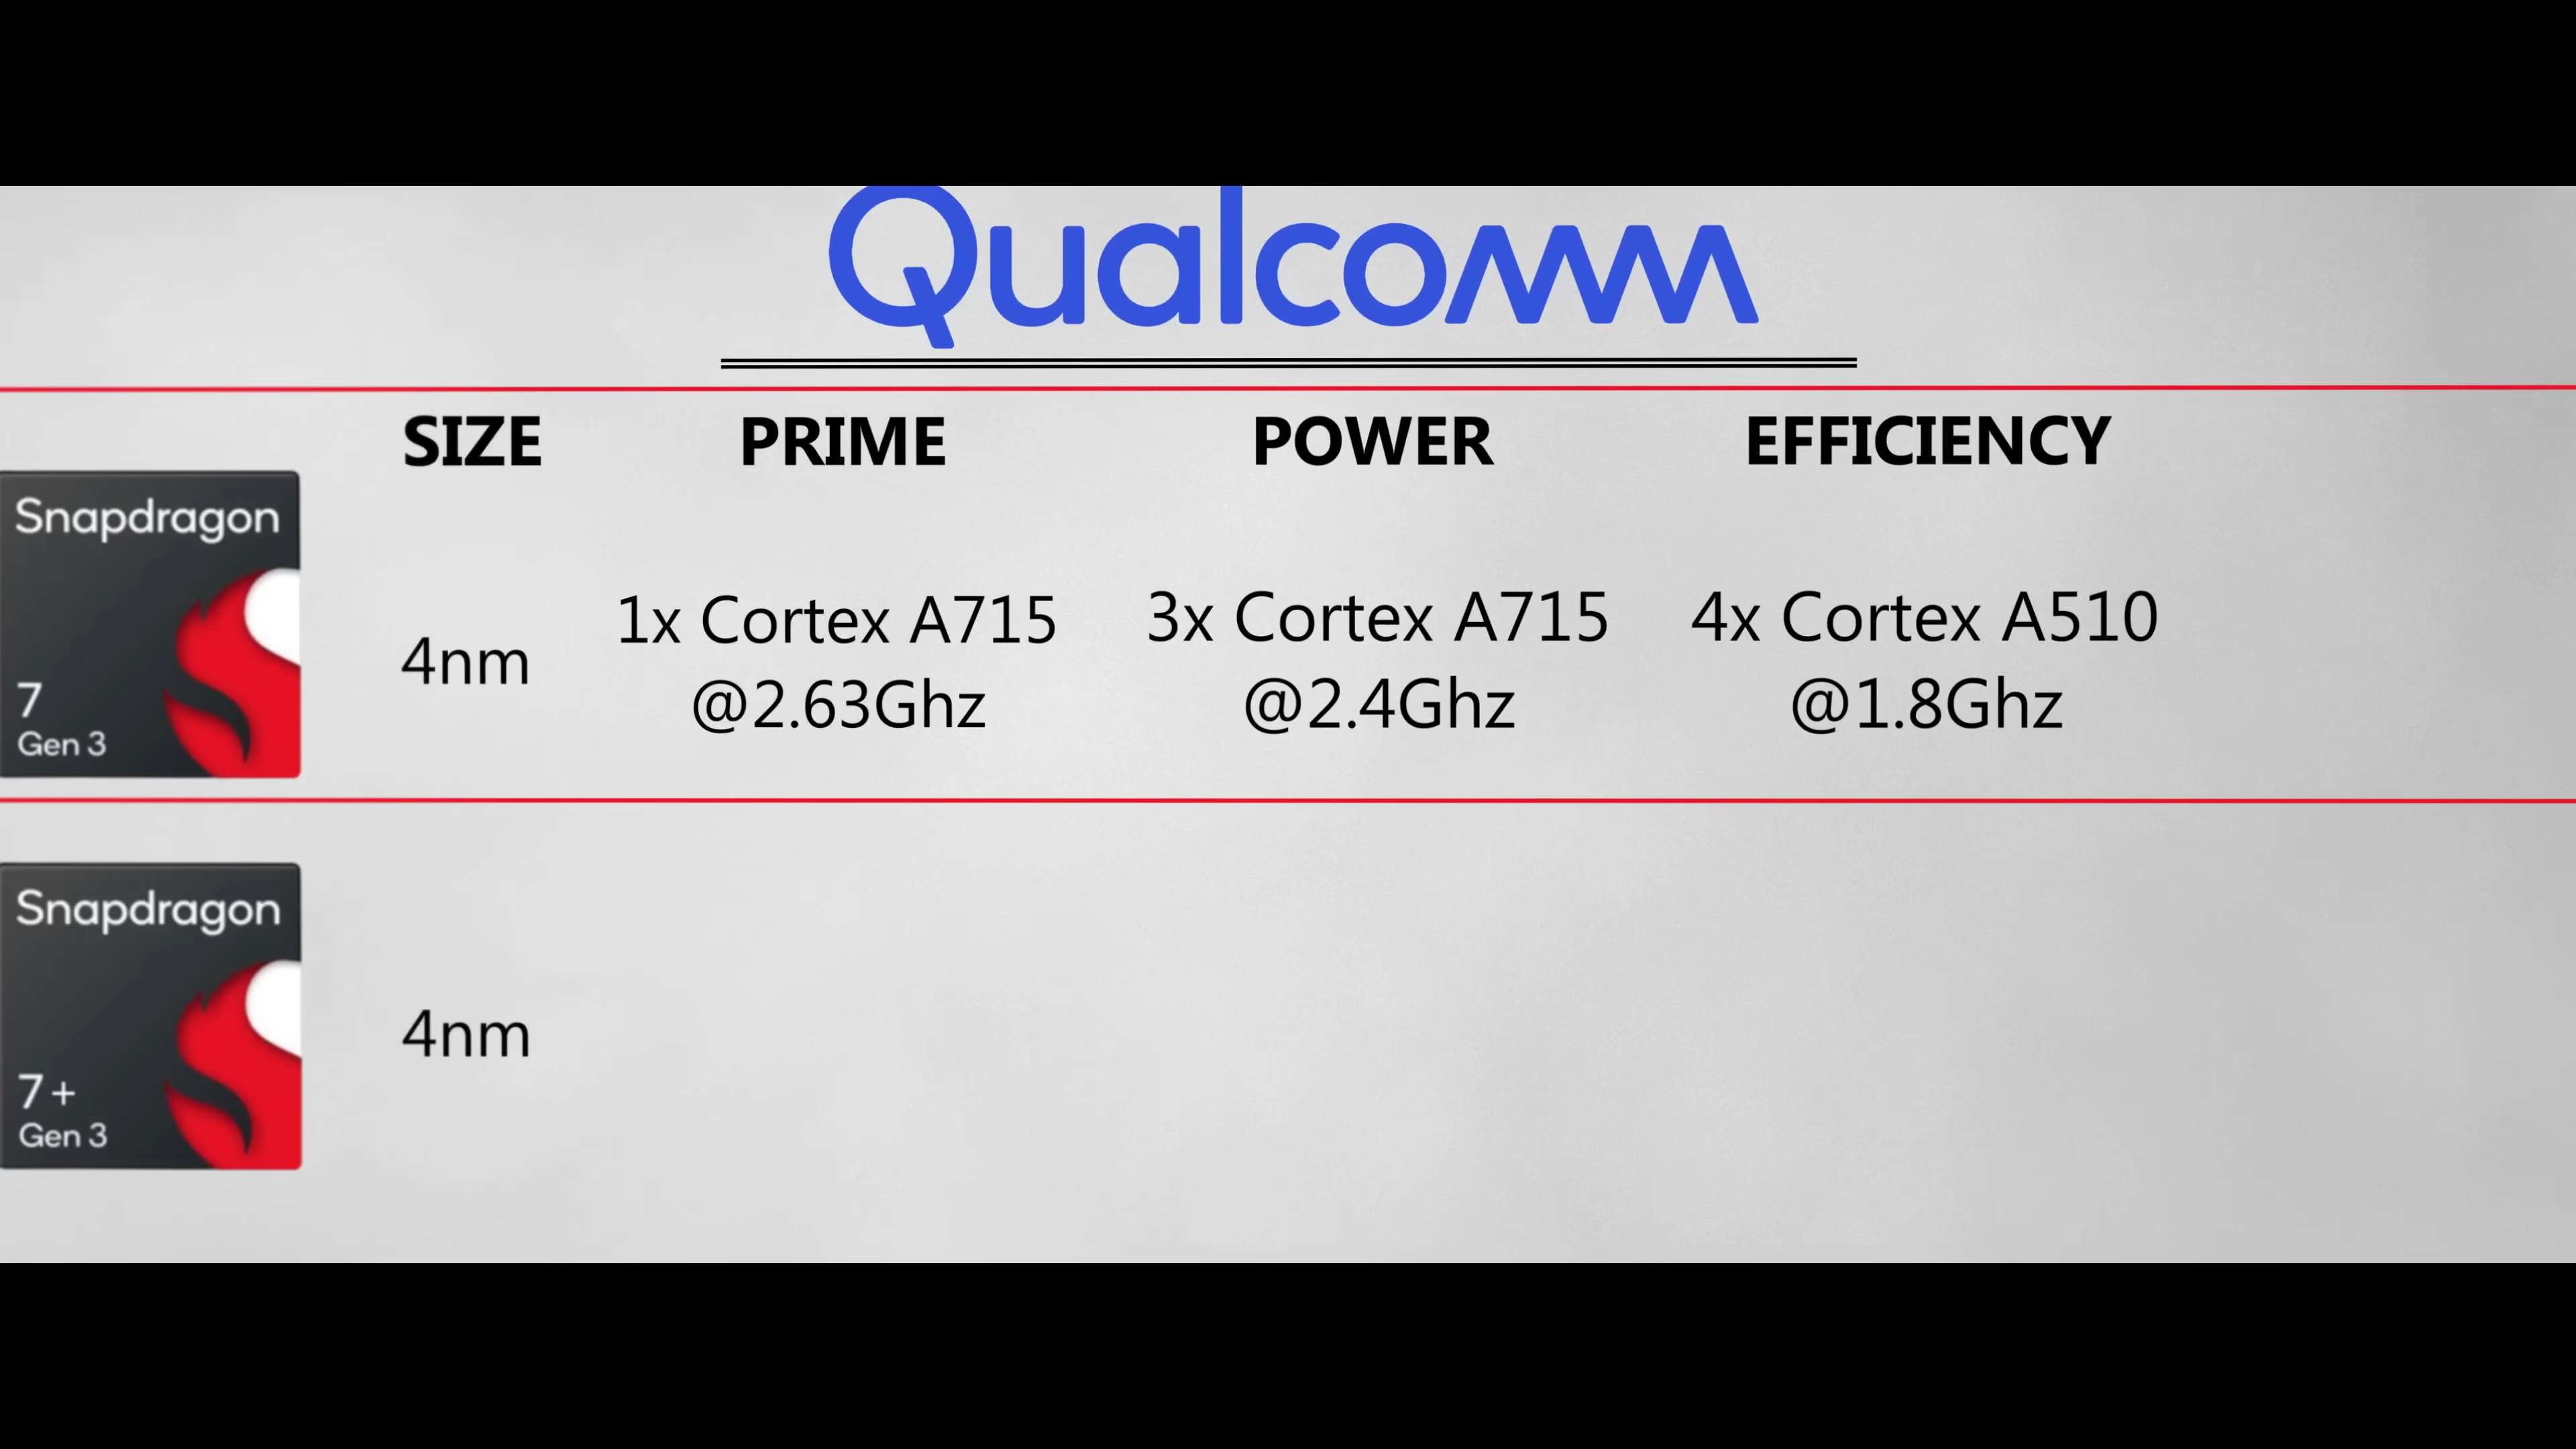 Qualcomm
SIZE PRIME POWER EFFICIENCY
Snapdragon
7
Gen 3
4nm
1x Cortex A715
@2.63Ghz
3x Cortex A715
@2.4Ghz
4x Cortex A510
@1.8Ghz
Snapdragon
7+
Gen 3
4nm